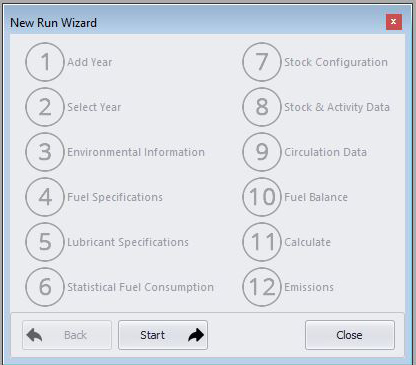 New Run Wizard
x
1 Add Year
2 Select Year
3 Environmental Information
4 Fuel Specifications
5 Lubricant Specifications
6 Statistical Fuel Consumption
7 Stock Configuration
8 Stock & Activity Data
9 Circulation Data
10 Fuel Balance
11 Calculate
12 Emissions
Back
Start
Close